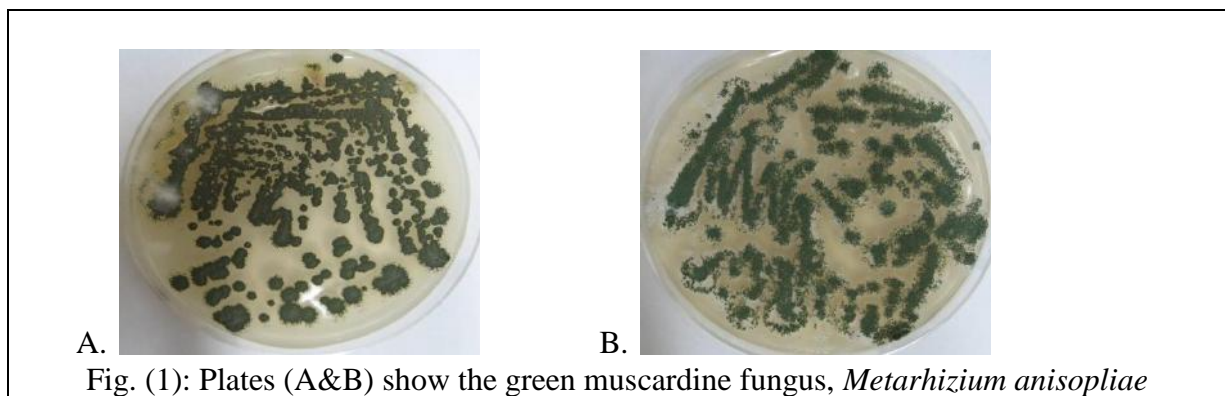 A. B.
Fig. (1): Plates (A&B) show the green muscardine fungus, Metarhizium anisopliae